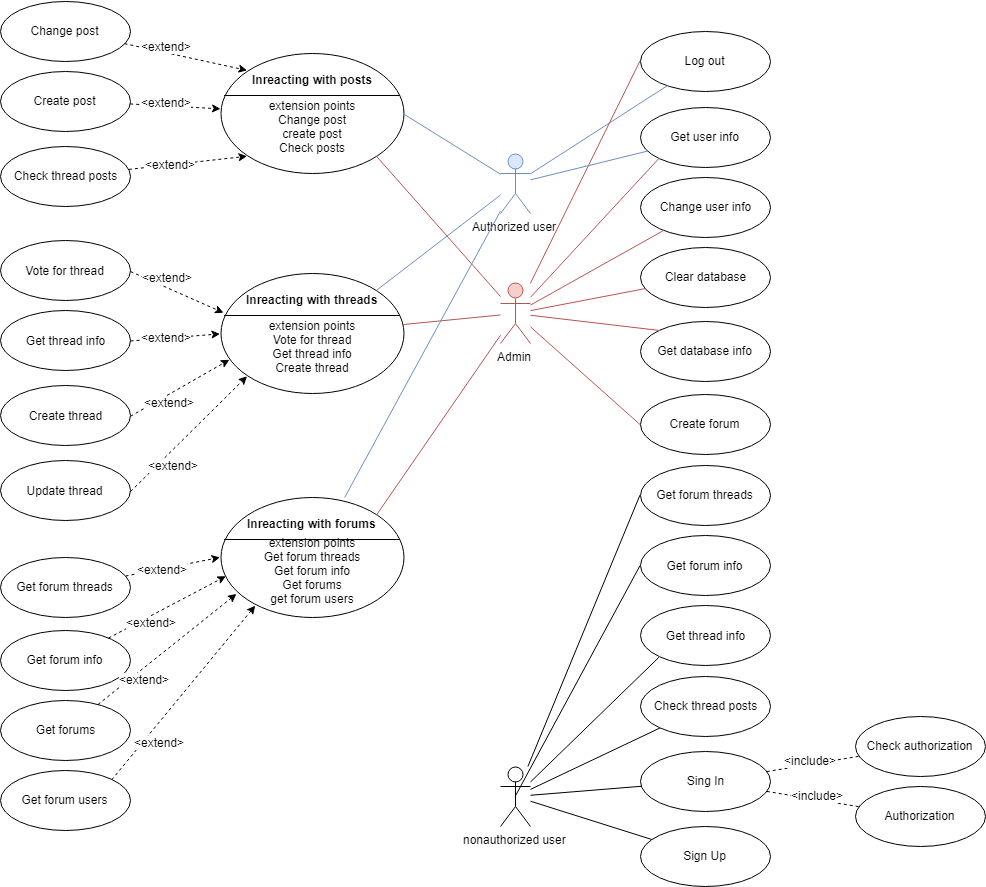 Change post
<extend>
Create post
<extend>
Check thread posts
<extend>
Inreacting with posts
extension points
Change post
create post
Check posts
Vote for thread
<extend>
Get thread info
<extend>
Create thread
<extend>
Update thread
<extend>
Inreacting with threads
extension points
Vote for thread
Get thread info
Create thread
Get forum threads
<extend>
Get forum info
<extend>
Get forums
<extend>
Get forum users
<extend>
Inreacting with forums
extension points
Get forum threads
Get forum info
Get forums
get forum users
Authorized user
Admin
nonauthorized user
Log out
Get user info
Change user info
Clear database
Get database info
Create forum
Get forum threads
Get forum info
Get thread info
Check thread posts
Sing In
Sign Up
<include>
<include>
Check authorization
Authorization